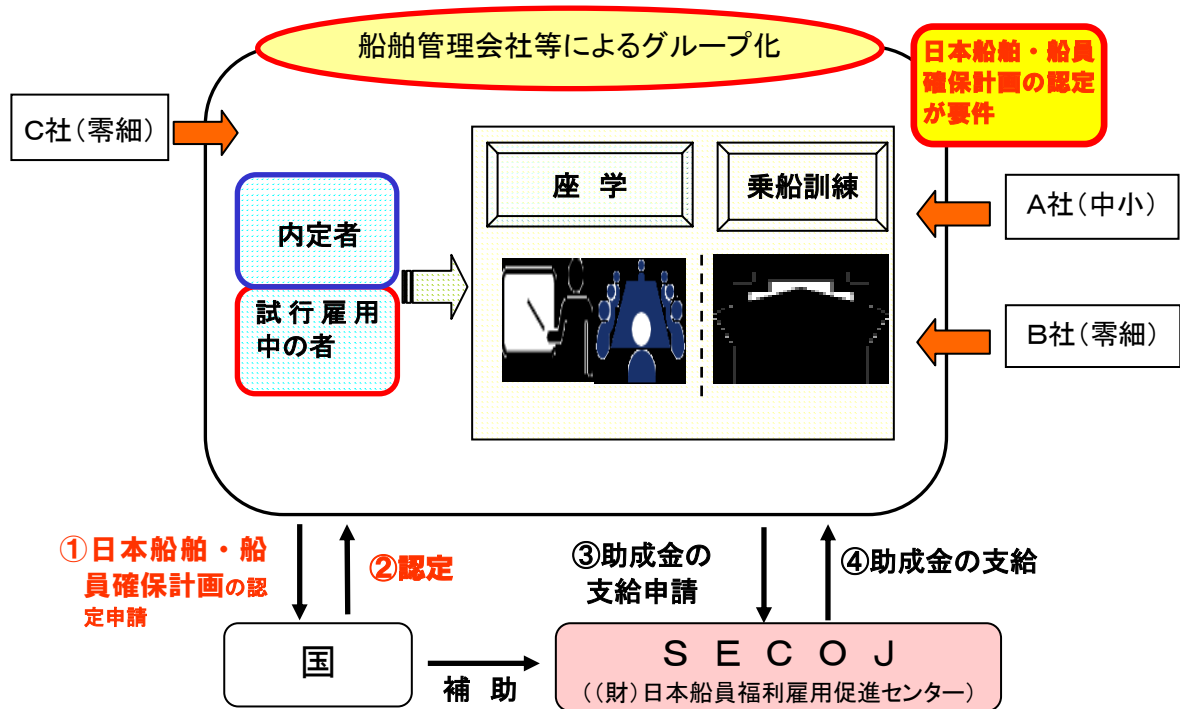 船舶管理会社等によるグループ化
日本船舶・船員
確保計画の認定
が要件
C社（零細）
座 学
乗船訓練
A社（中小）
内定者
試行雇用
中の者
B社（零細）
①日本船舶・船
員確保計画の認
定申請
②認定
③助成金の
支給申請
④助成金の支給
国
補 助
ＳＥＣＯＪ
（（財）日本船員福利雇用促進センター）